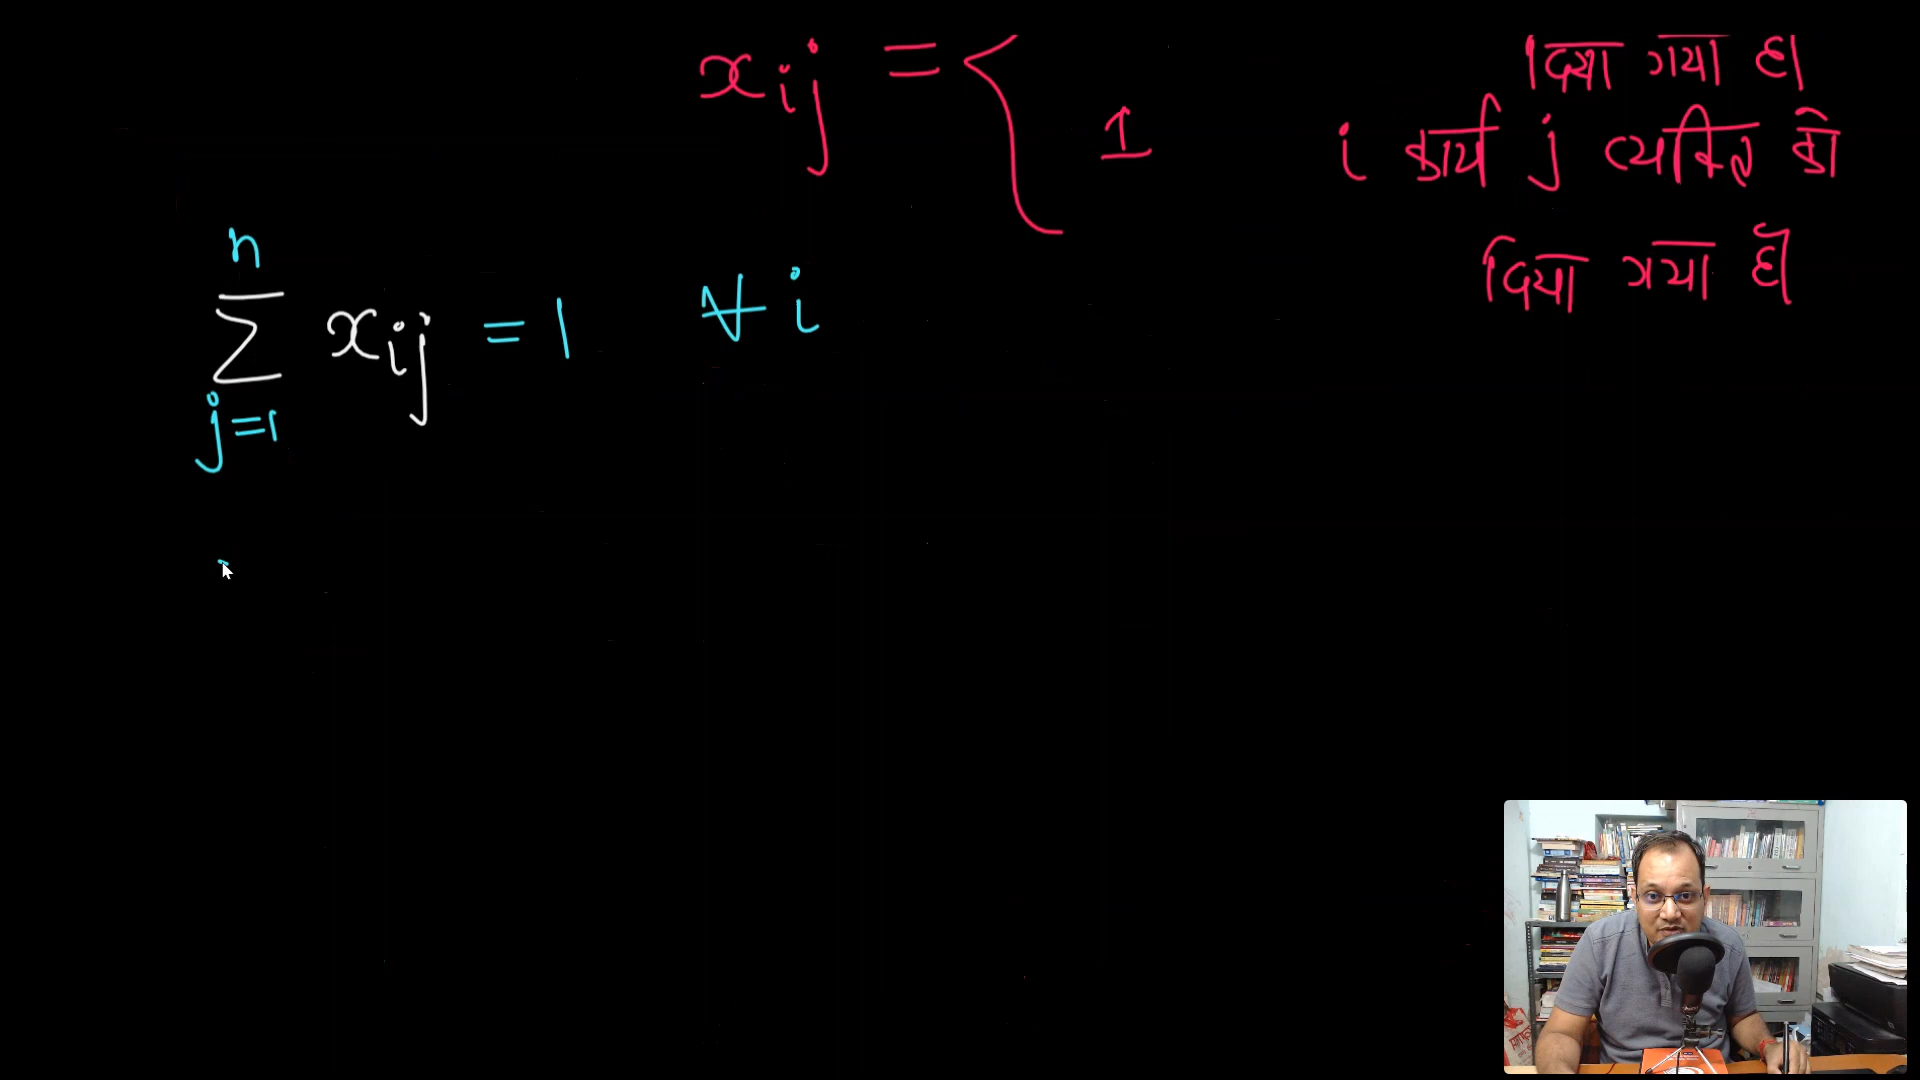 दिया गया हो
xij = { 1 i कार्य j व्यक्ति को
दिया गया हो
n
∑ xij = 1 ∀ i
j=1